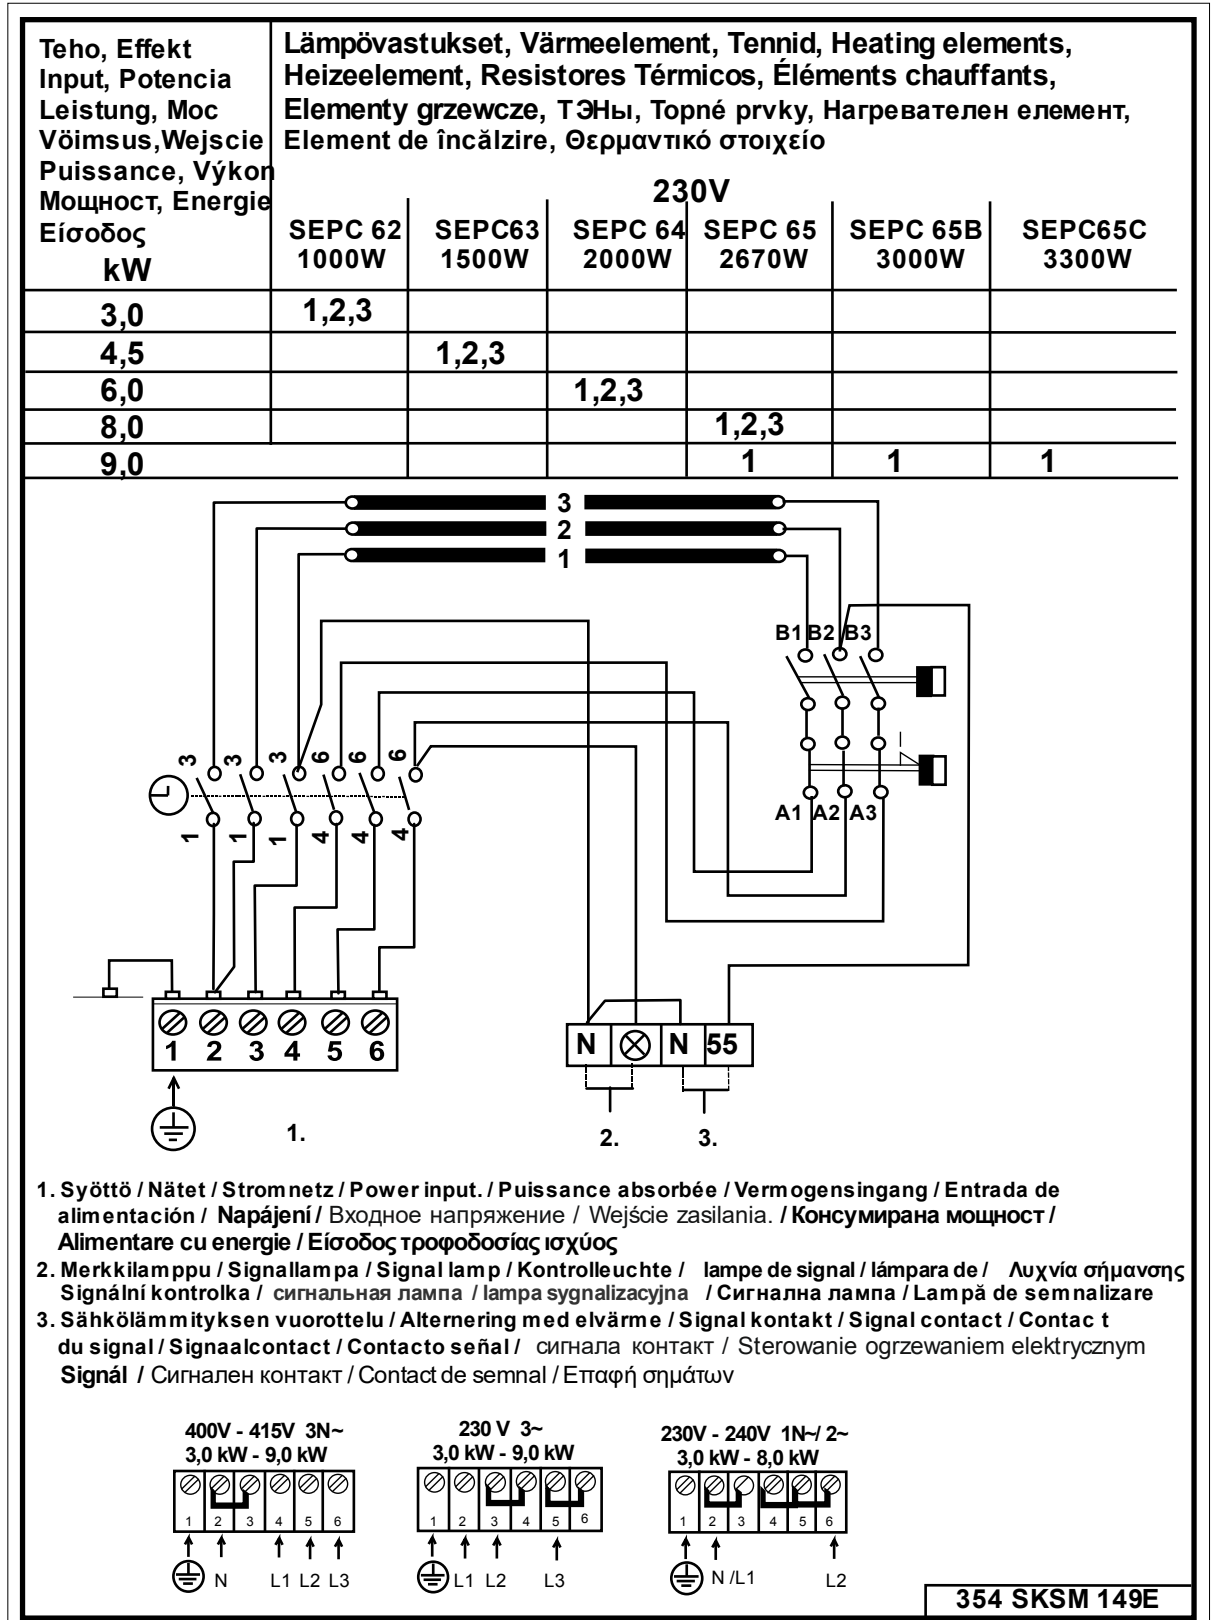 Teho, Effekt
Input, Potencia
Leistung, Moc
Vöimsus,Wejscie
Puissance, Výkon
Мощност, Energie
Είσοδος
kW
Lämpövastukset, Värmeelement, Tennid, Heating elements,
Heizeelement, Resistores Térmicos, Éléments chauffants,
Elementy grzewcze, ТЭНы, Topné prvky, Нагревателен елемент,
Element de încălzire, Θερμαντικό στοιχείο
230V
SEPC 62 SEPC63 SEPC 64 SEPC 65 SEPC 65B SEPC65C
1000W 1500W 2000W 2670W 3000W 3300W
3,0 1,2,3
4,5 1,2,3
6,0 1,2,3
8,0 1,2,3
9,0 1 1 1
3
2
1
B1 B2 B3
3 3 3 6 6 6
A1 A2 A3
1 1 1 4 4 4
1 2 3 4 5 6
N N 55
1. 2. 3.
1. Syöttö / Nätet / Stromnetz / Power input. / Puissance absorbée / Vermogensingang / Entrada de
alimentación / Napájení / Входное напряжение / Wejście zasilania. / Консумирана мощност /
Alimentare cu energie / Είσοδος τροφοδοσίας ισχύος
2. Merkkilamppu / Signallampa / Signal lamp / Kontrolleuchte / lampe de signal / lámpara de / Λυχνία σήμανσης
Signální kontrolka / сигнальная лампа / lampa sygnalizacyjna / Сигнална лампа / Lampă de semnalizare
3. Sähkölämmityksen vuorottelu / Alternering med elvärme / Signal kontakt / Signal contact / Contac t
du signal / Signaalcontact / Contacto señal / сигнала контакт / Sterowanie ogrzewaniem elektrycznym
Signál / Сигнален контакт / Contact de semnal / Επαφή σημάτων
400V - 415V 3N~
3,0 kW - 9,0 kW
1 2 3 4 5 6
N L1 L2 L3
230 V 3~
3,0 kW - 9,0 kW
1 2 3 4 5 6
L1 L2 L3
230V - 240V 1N~/ 2~
3,0 kW - 8,0 kW
1 2 3 4 5 6
N /L1 L2
354 SKSM 149E